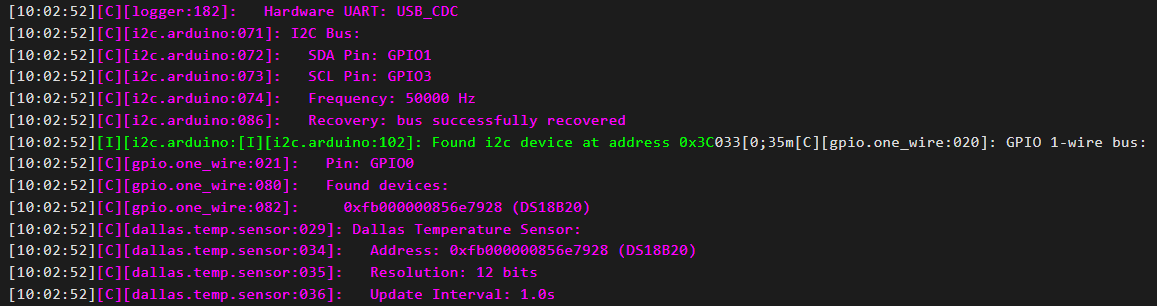 [10:02:52][C][logger:182]:   Hardware UART: USB_CDC
[10:02:52][C][i2c.arduino:071]: I2C Bus:
[10:02:52][C][i2c.arduino:072]:   SDA Pin: GPIO1
[10:02:52][C][i2c.arduino:073]:   SCL Pin: GPIO3
[10:02:52][C][i2c.arduino:074]:   Frequency: 50000 Hz
[10:02:52][C][i2c.arduino:086]:   Recovery: bus successfully recovered
[10:02:52][I][i2c.arduino:[I][i2c.arduino:102]: Found i2c device at address 0x3C033[0;35m[C][gpio.one_wire:020]: GPIO 1-wire bus:
[10:02:52][C][gpio.one_wire:021]:   Pin: GPIO0
[10:02:52][C][gpio.one_wire:080]:   Found devices:
[10:02:52][C][gpio.one_wire:082]:     0xfb000000856e7928 (DS18B20)
[10:02:52][C][dallas.temp.sensor:029]: Dallas Temperature Sensor:
[10:02:52][C][dallas.temp.sensor:034]:   Address: 0xfb000000856e7928 (DS18B20)
[10:02:52][C][dallas.temp.sensor:035]:   Resolution: 12 bits
[10:02:52][C][dallas.temp.sensor:036]:   Update Interval: 1.0s